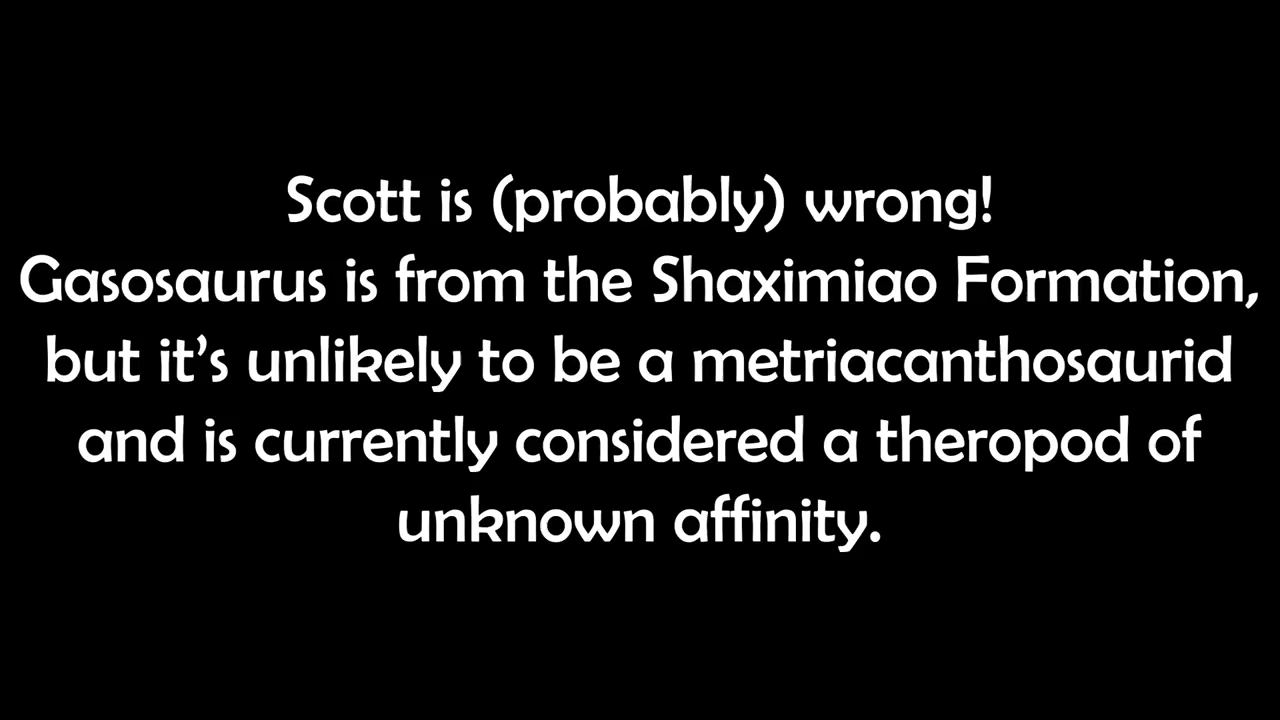 Scott is (probably) wrong!
Gasosaurus is from the Shaximiao Formation,
but it’s unlikely to be a metriacanthosaurid
and is currently considered a theropod of
unknown affinity.